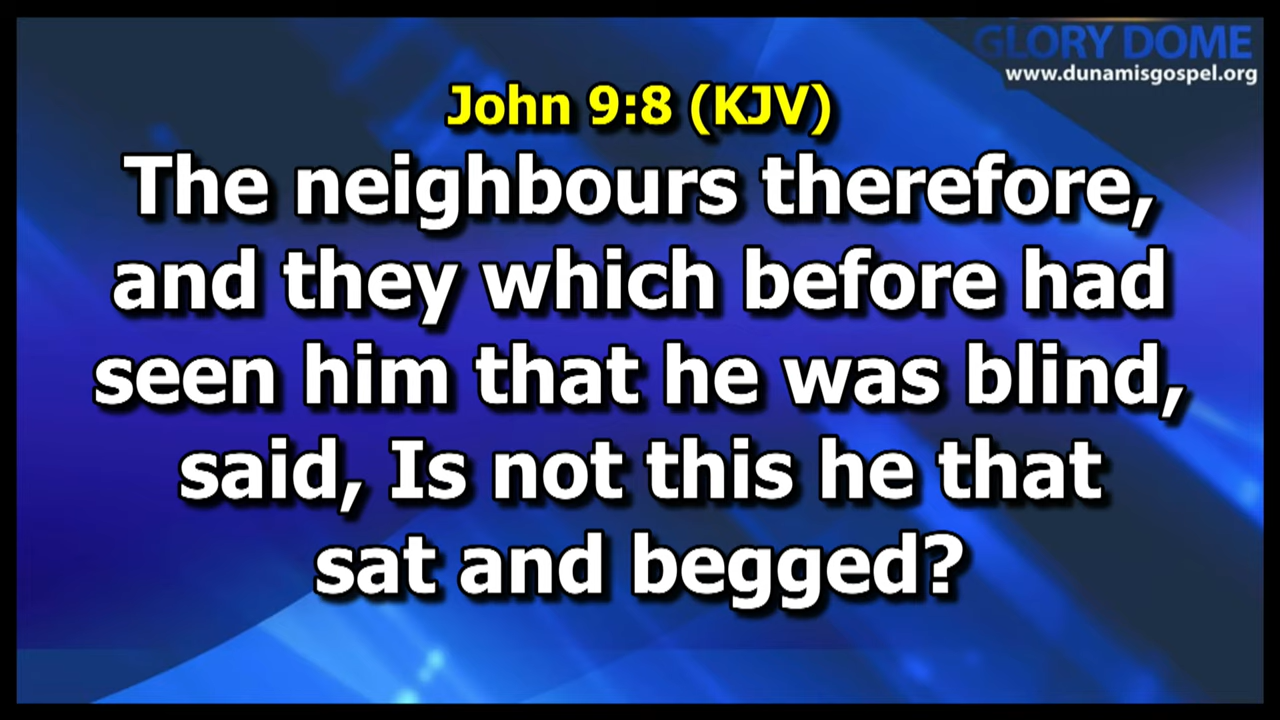 GLORY DOME
www.dunamisgospel.org
John 9:8 (KJV)
The neighbours therefore,
and they which before had
seen him that he was blind,
said, Is not this he that
sat and begged?